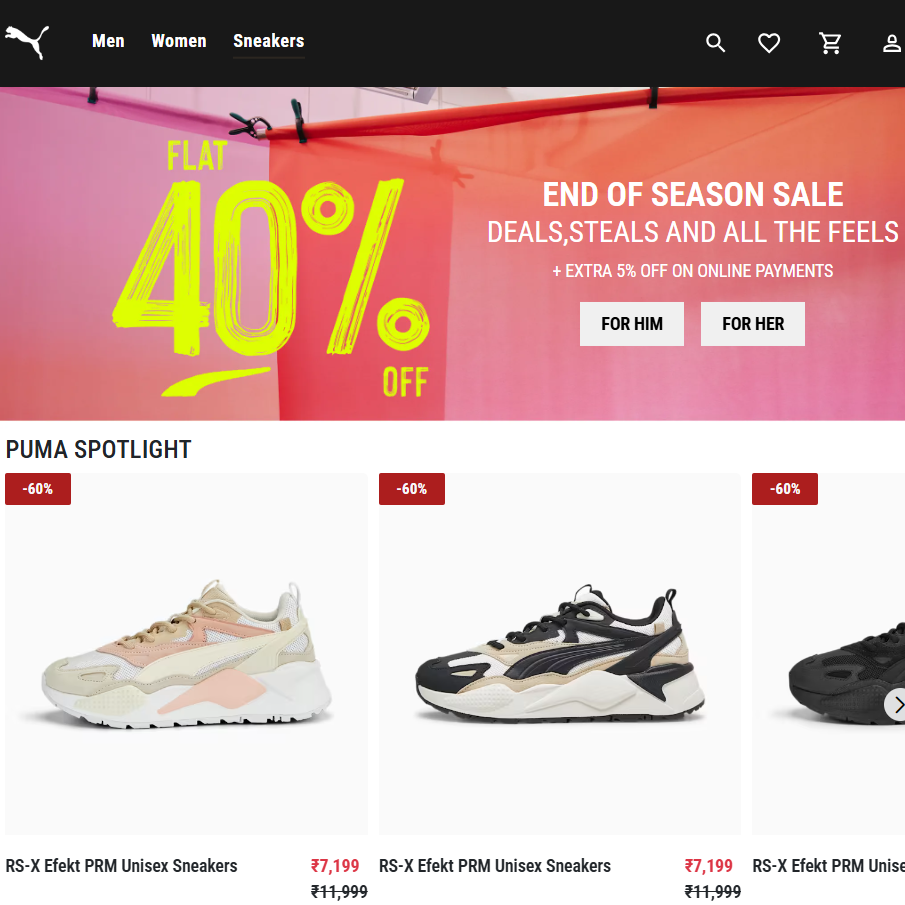 Men Women Sneakers
FLAT
40%
OFF
END OF SEASON SALE
DEALS,STEALS AND ALL THE FEELS
+ EXTRA 5% OFF ON ONLINE PAYMENTS
FOR HIM FOR HER
PUMA SPOTLIGHT
-60% -60% -60%
RS-X Efekt PRM Unisex Sneakers ₹7,199 RS-X Efekt PRM Unisex Sneakers ₹7,199 RS-X Efekt PRM Unise
₹11,999 ₹11,999